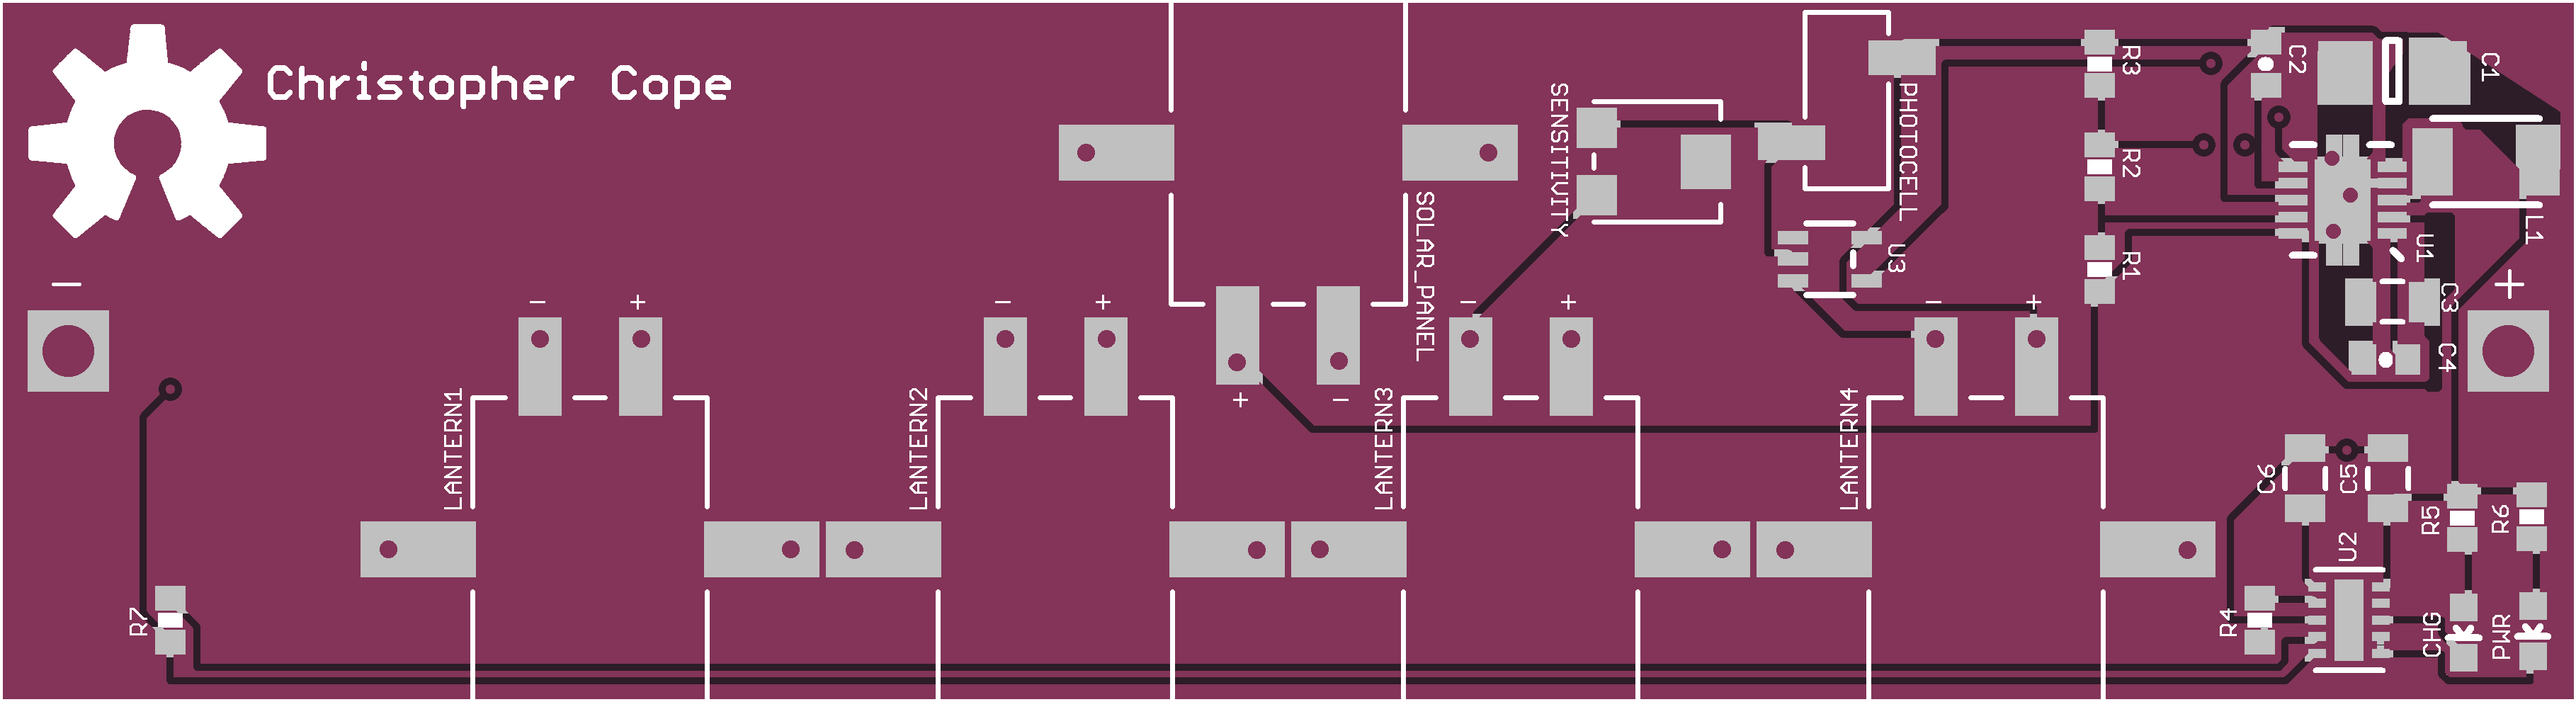 Christopher Cope
SENSITIVITY
PHOTOCELL
R3
C2
C1
R2
SOLAR_PANEL
U3
R1
U1
L1
-
-
+
-
+
-
+
-
+
C3
+
C4
+
-
LANTERN1
LANTERN2
LANTERN3
LANTERN4
C6
C5
R5
R6
U2
R7
R4
CHG
PWR